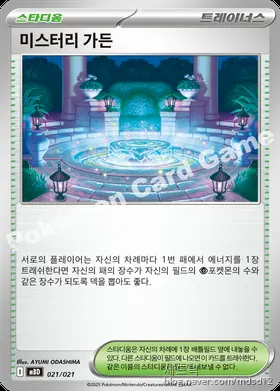 스타디움 트레이너스
미스터리 가든
Pokémon Card Game
서로의 플레이어는 자신의 차례마다 1번 패에서 에너지를 1장
트래쉬한다면 자신의 패의 장수가 자신의 필드의 포켓몬의 수와
같은 장수가 되도록 덱을 뽑아도 좋다.
Illus. AYUMI ODASHIMA
m8D 021/021
스타디움은 자신의 차례에 1장 배틀필드 옆에 내놓을 수
있다. 다른 스타디움이 필드에 나오면 이 카드를 트래쉬한다.
같은 이름의 스타디움은 내놓을 수 없다.
©2025 Pokémon/Nintendo/Creatures/GAME FREAK
blog.naver.com/mdsd